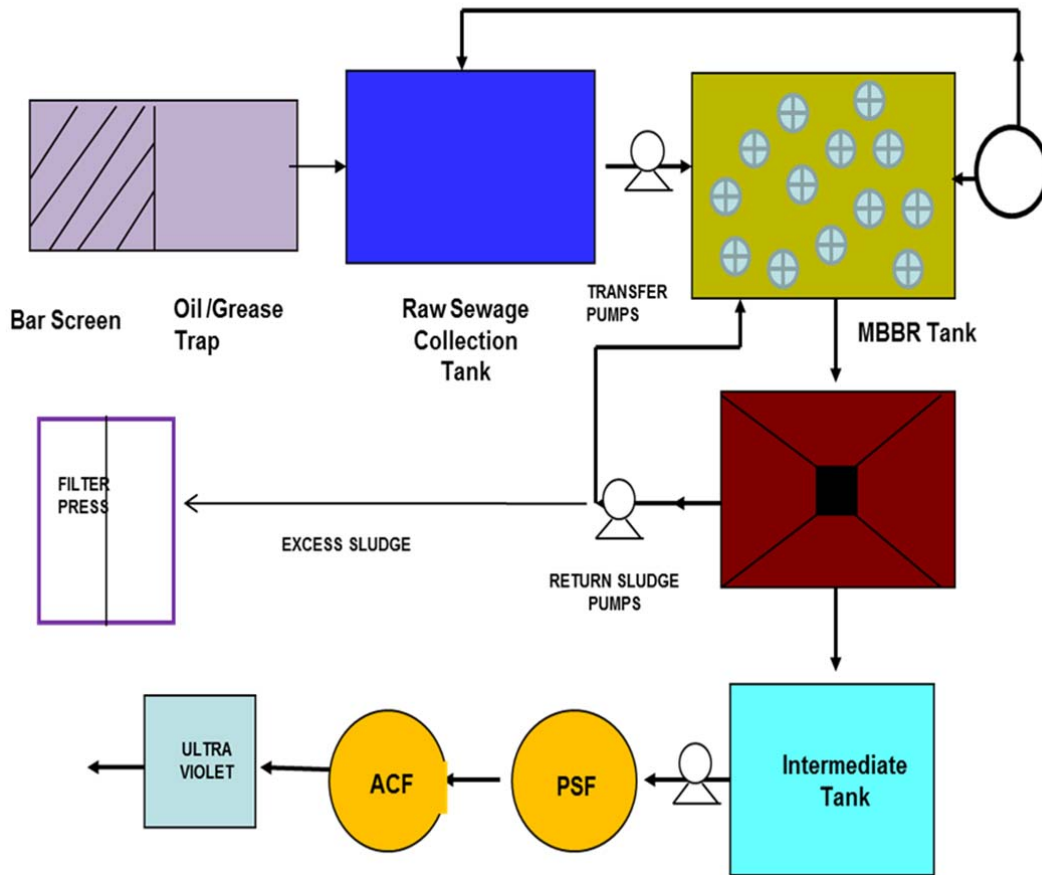 Bar Screen
Oil /Grease
Trap
Raw Sewage
Collection
Tank
TRANSFER
PUMPS
MBBR Tank
FILTER
PRESS
EXCESS SLUDGE
RETURN SLUDGE
PUMPS
ULTRA
VIOLET
ACF
PSF
Intermediate
Tank